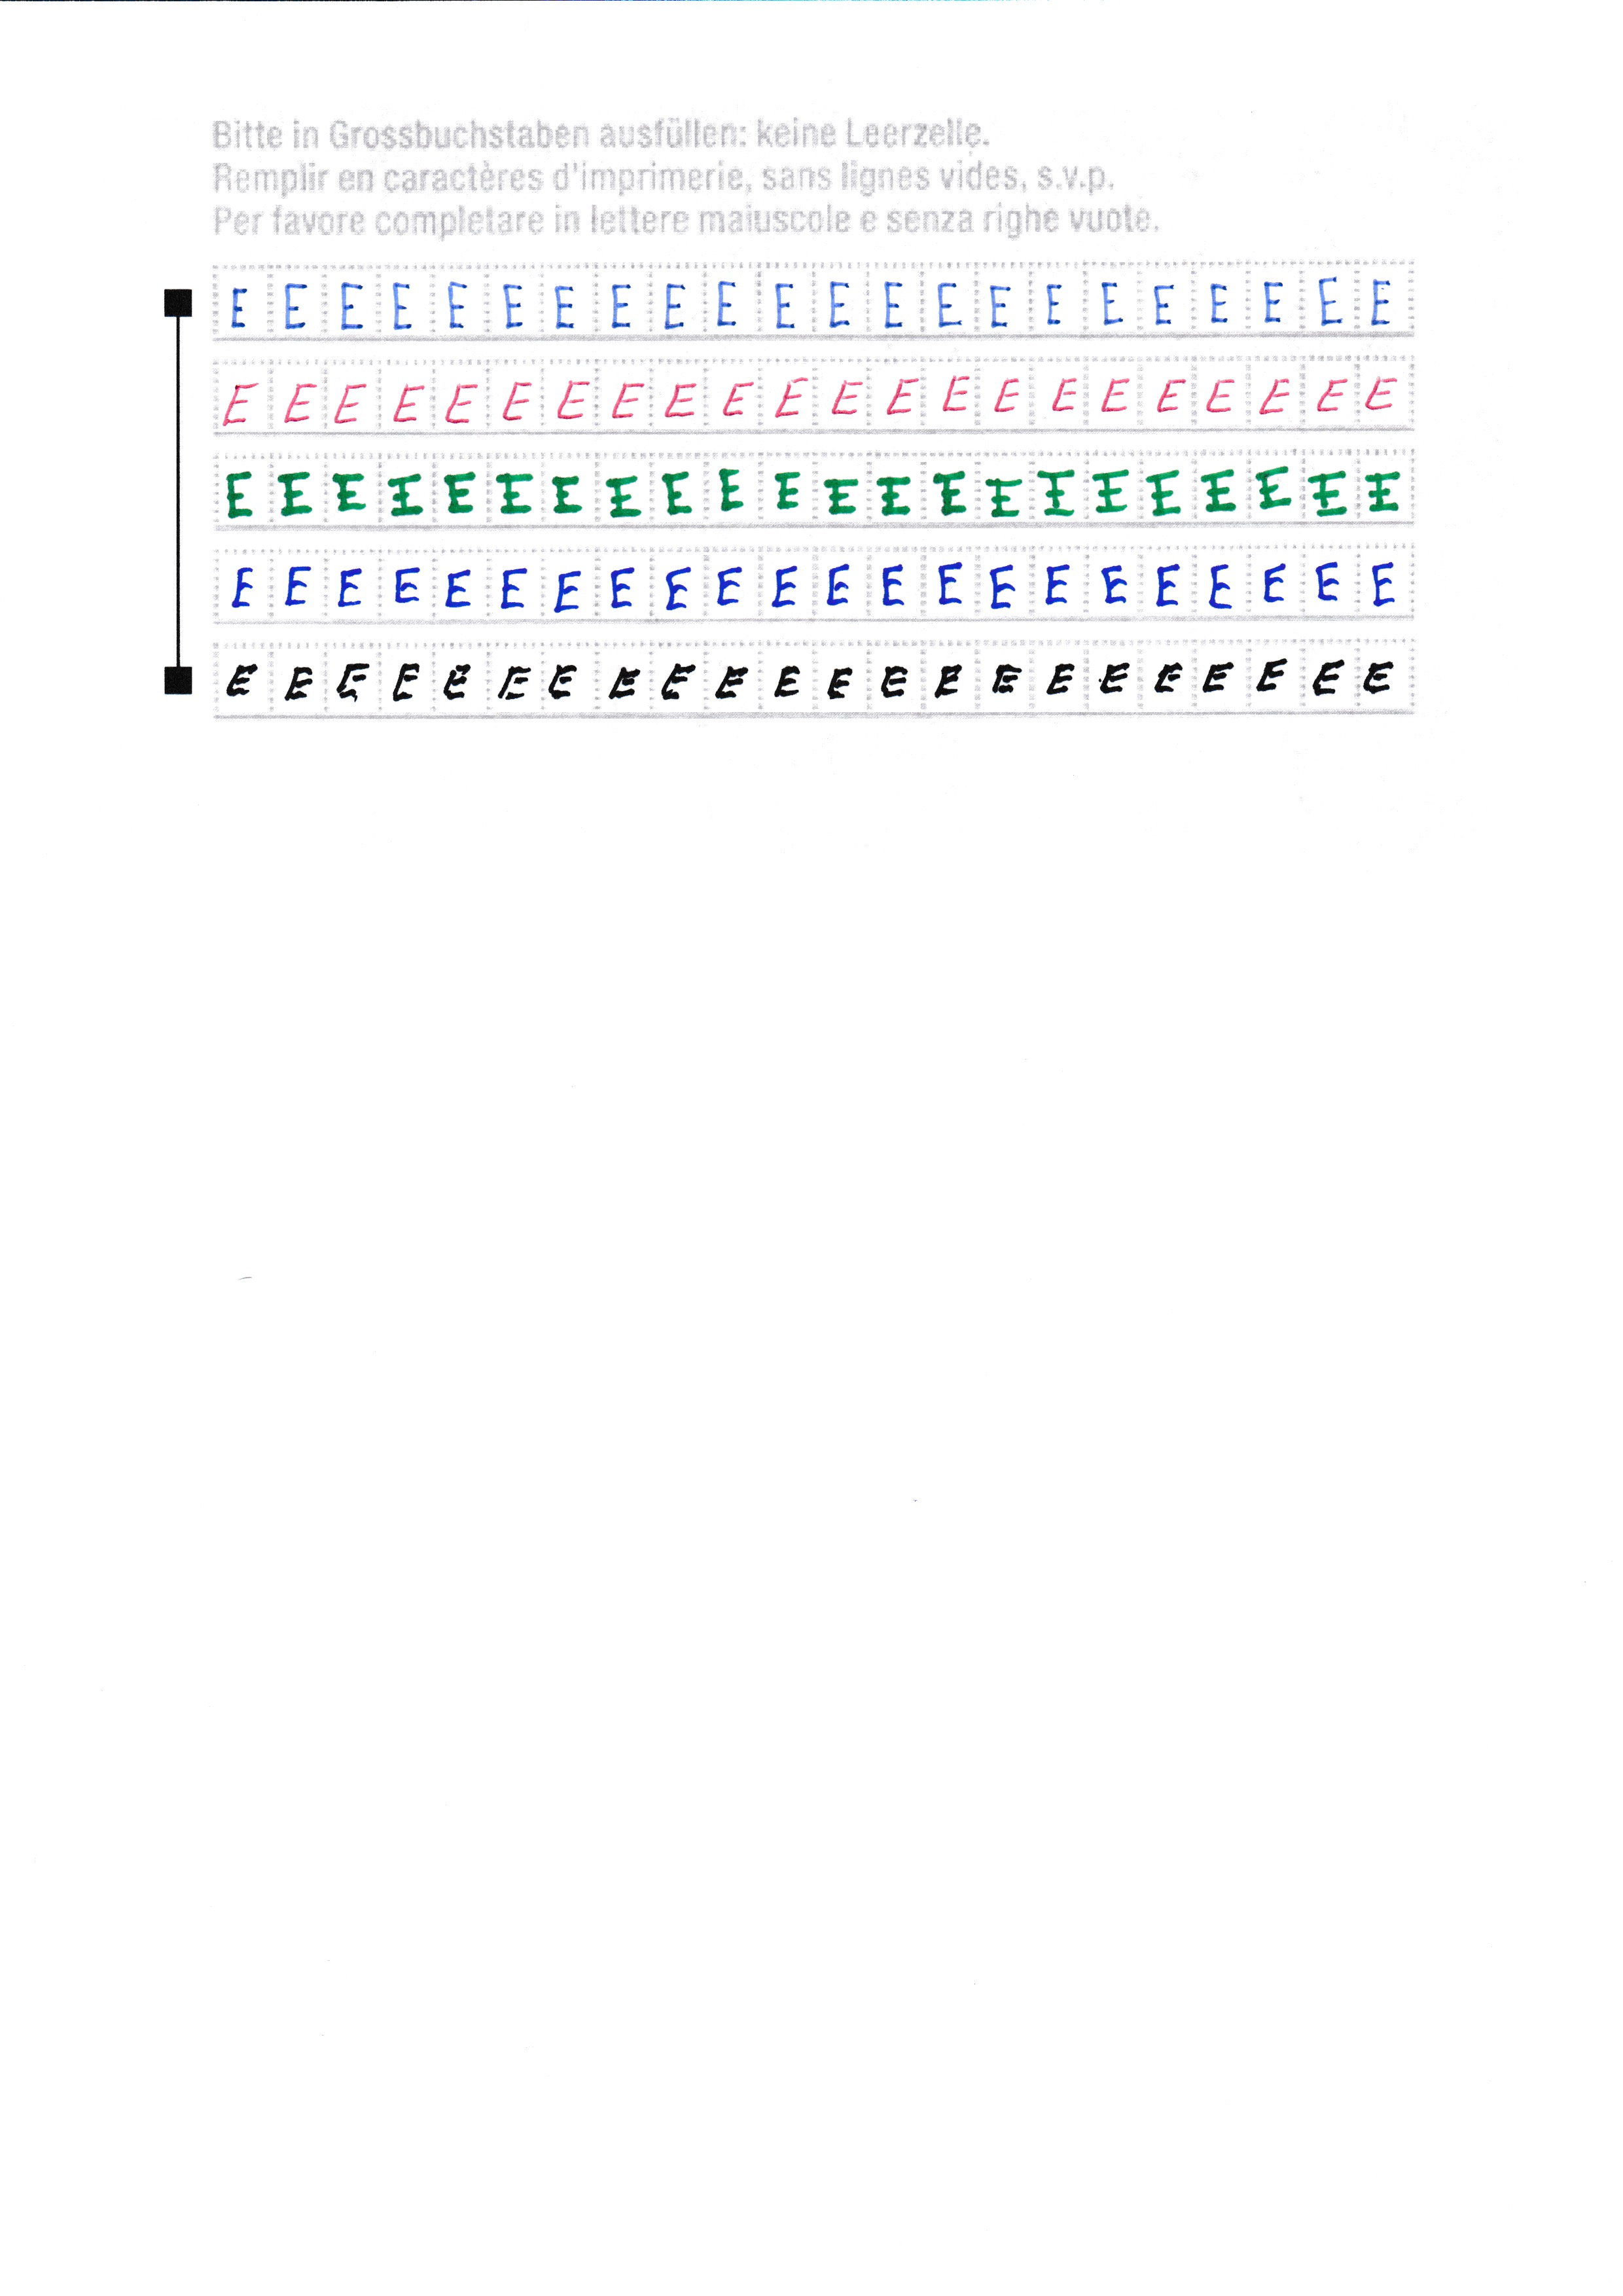 Bitte in Grossbuchstaben ausfüllen: keine Leerzelle.
Remplir en caractères d'imprimerie, sans lignes vides, s.v.p.
Per favore completare in lettere maiuscole e senza righe vuote.
E E E E E E E E E E E E E E E E E E E E E E
E E E E E E E E E E E E E E E E E E E E E E
E E E E E E E E E E E E E E E E E E E E E E
E E E E E E E E E E E E E E E E E E E E E E
E E E E E E E E E E E E E E E E E E E E E E